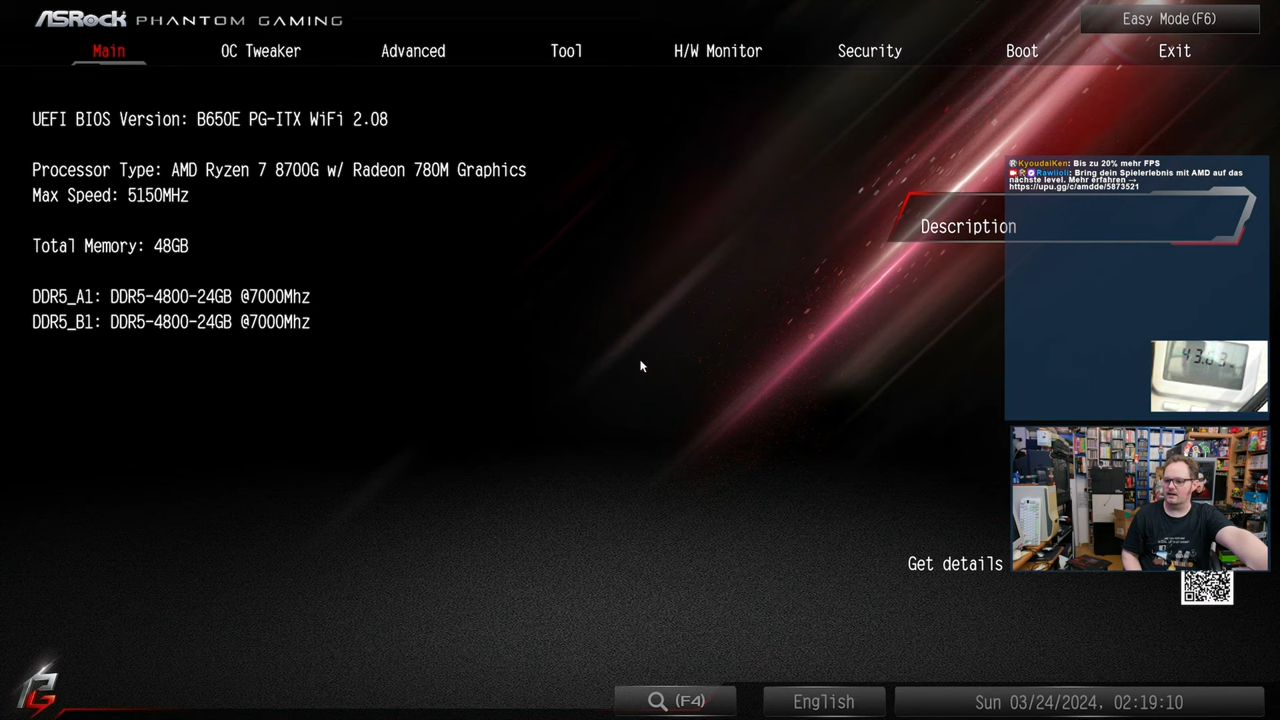 ASRock PHANTOM GAMING
Easy Mode(F6)
Main
OC Tweaker
Advanced
Tool
H/W Monitor
Security
Boot
Exit
UEFI BIOS Version: B650E PG-ITX WiFi 2.08
Processor Type: AMD Ryzen 7 8700G w/ Radeon 780M Graphics
Max Speed: 5150MHz
Total Memory: 48GB
DDR5_A1: DDR5-4800-24GB @7000Mhz
DDR5_B1: DDR5-4800-24GB @7000Mhz
KyoudaiKen: Bis zu 20% mehr FPS
Rawiioli: Bring dein Spielerlebnis mit AMD auf das
nächste level. Mehr erfahren →
https://upu.gg/c/amdde/5873521
Description
Get details
(F4)
English
Sun 03/24/2024, 02:19:10